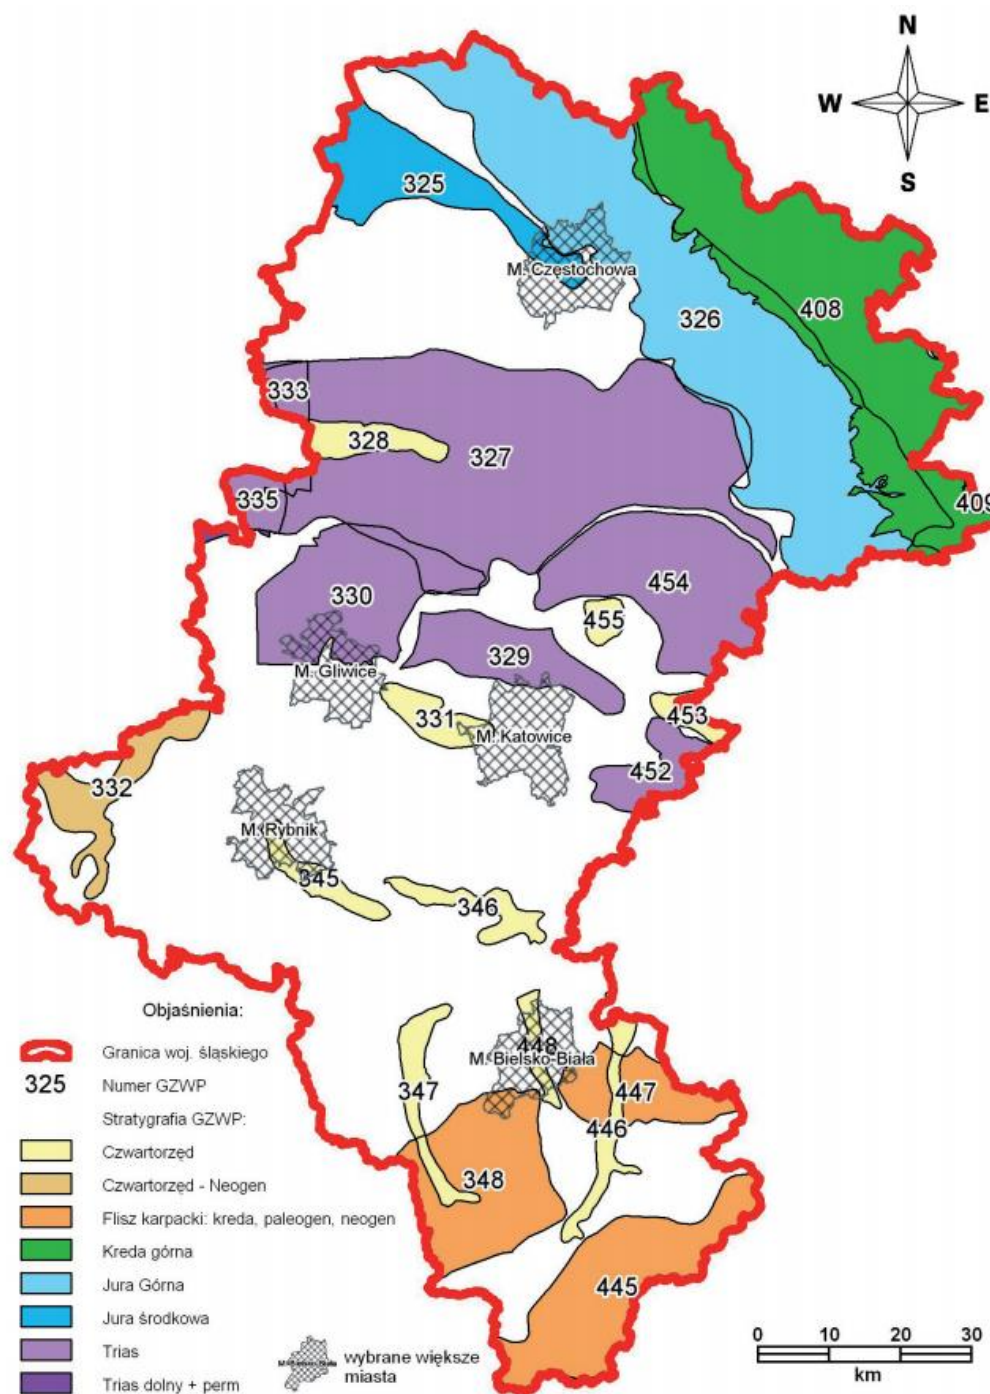 N
W E
S
325
M. Częstochowa
408
326
333
328
327
335
409
330
454
455
329
M. Gliwice
331
453
M. Katowice
452
332
M. Rybnik
345
346
448
M. Bielsko-Biała
347
447
446
348
445
Objaśnienia:
Granica woj. śląskiego
325 Numer GZWP
Stratygrafia GZWP:
Czwartorzęd
Czwartorzęd - Neogen
Flisz karpacki: kreda, paleogen, neogen
Kreda górna
Jura Górna
Jura środkowa
Trias
Trias dolny + perm
M. Bielsko-Biała
wybrane większe
miasta
0 10 20 30
km